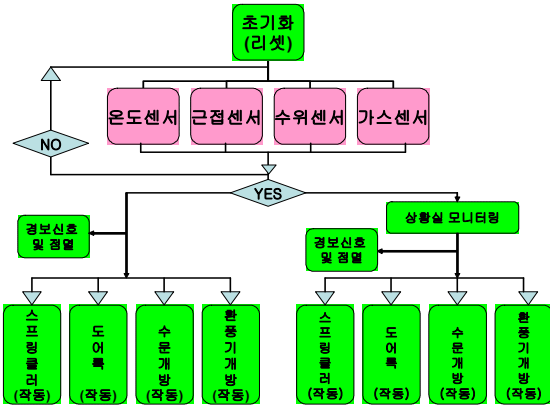 초기화
(리셋)
온도센서
근접센서
수위센서
가스센서
NO
YES
경보신호
및 점멸
상황실 모니터링
경보신호
및 점멸
스프링클러
(작동)
도어록
(작동)
수문개방
(작동)
환풍기개방
(작동)
스프링클러
(작동)
도어록
(작동)
수문개방
(작동)
환풍기개방
(작동)